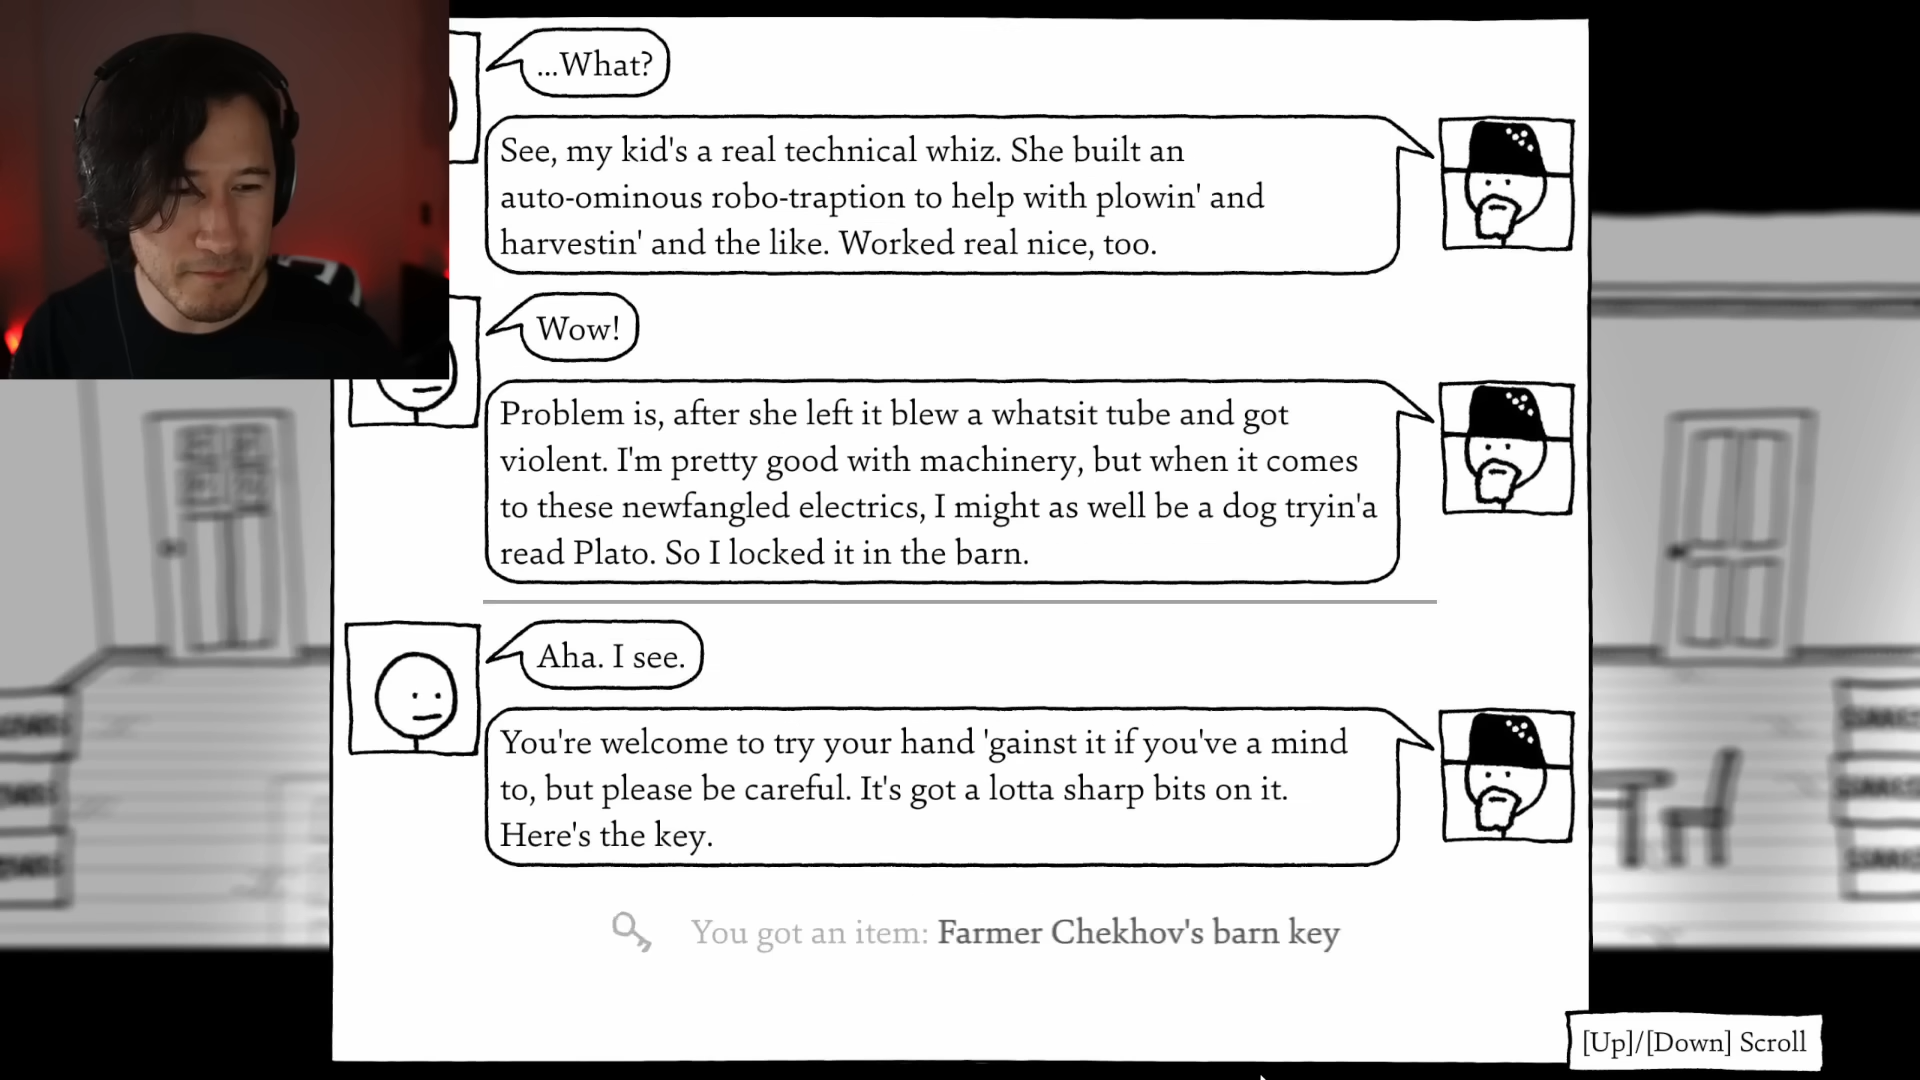 ...What?
See, my kid's a real technical whiz. She built an
auto-ominous robo-traption to help with plowin' and
harvestin' and the like. Worked real nice, too.
Wow!
Problem is, after she left it blew a whatsit tube and got
violent. I'm pretty good with machinery, but when it comes
to these newfangled electrics, I might as well be a dog tryin'a
read Plato. So I locked it in the barn.
Aha. I see.
You're welcome to try your hand 'gainst it if you've a mind
to, but please be careful. It's got a lotta sharp bits on it.
Here's the key.
You got an item: Farmer Chekhov's barn key
[Up]/[Down] Scroll